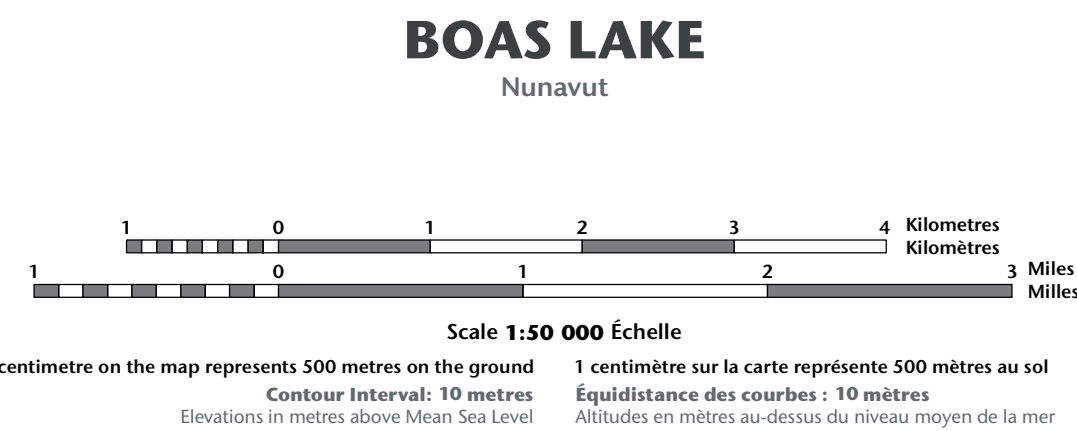 BOAS LAKE
Nunavut
1 0 1 2 3 4 Kilometres
Kilomètres
1 0 1 2 3 Miles
Milles
Scale 1:50 000 Échelle
centimetre on the map represents 500 metres on the ground
1 centimètre sur la carte représente 500 mètres au sol
Contour Interval: 10 metres
Équidistance des courbes : 10 mètres
Elevations in metres above Mean Sea Level
Altitudes en mètres au-dessus du niveau moyen de la mer